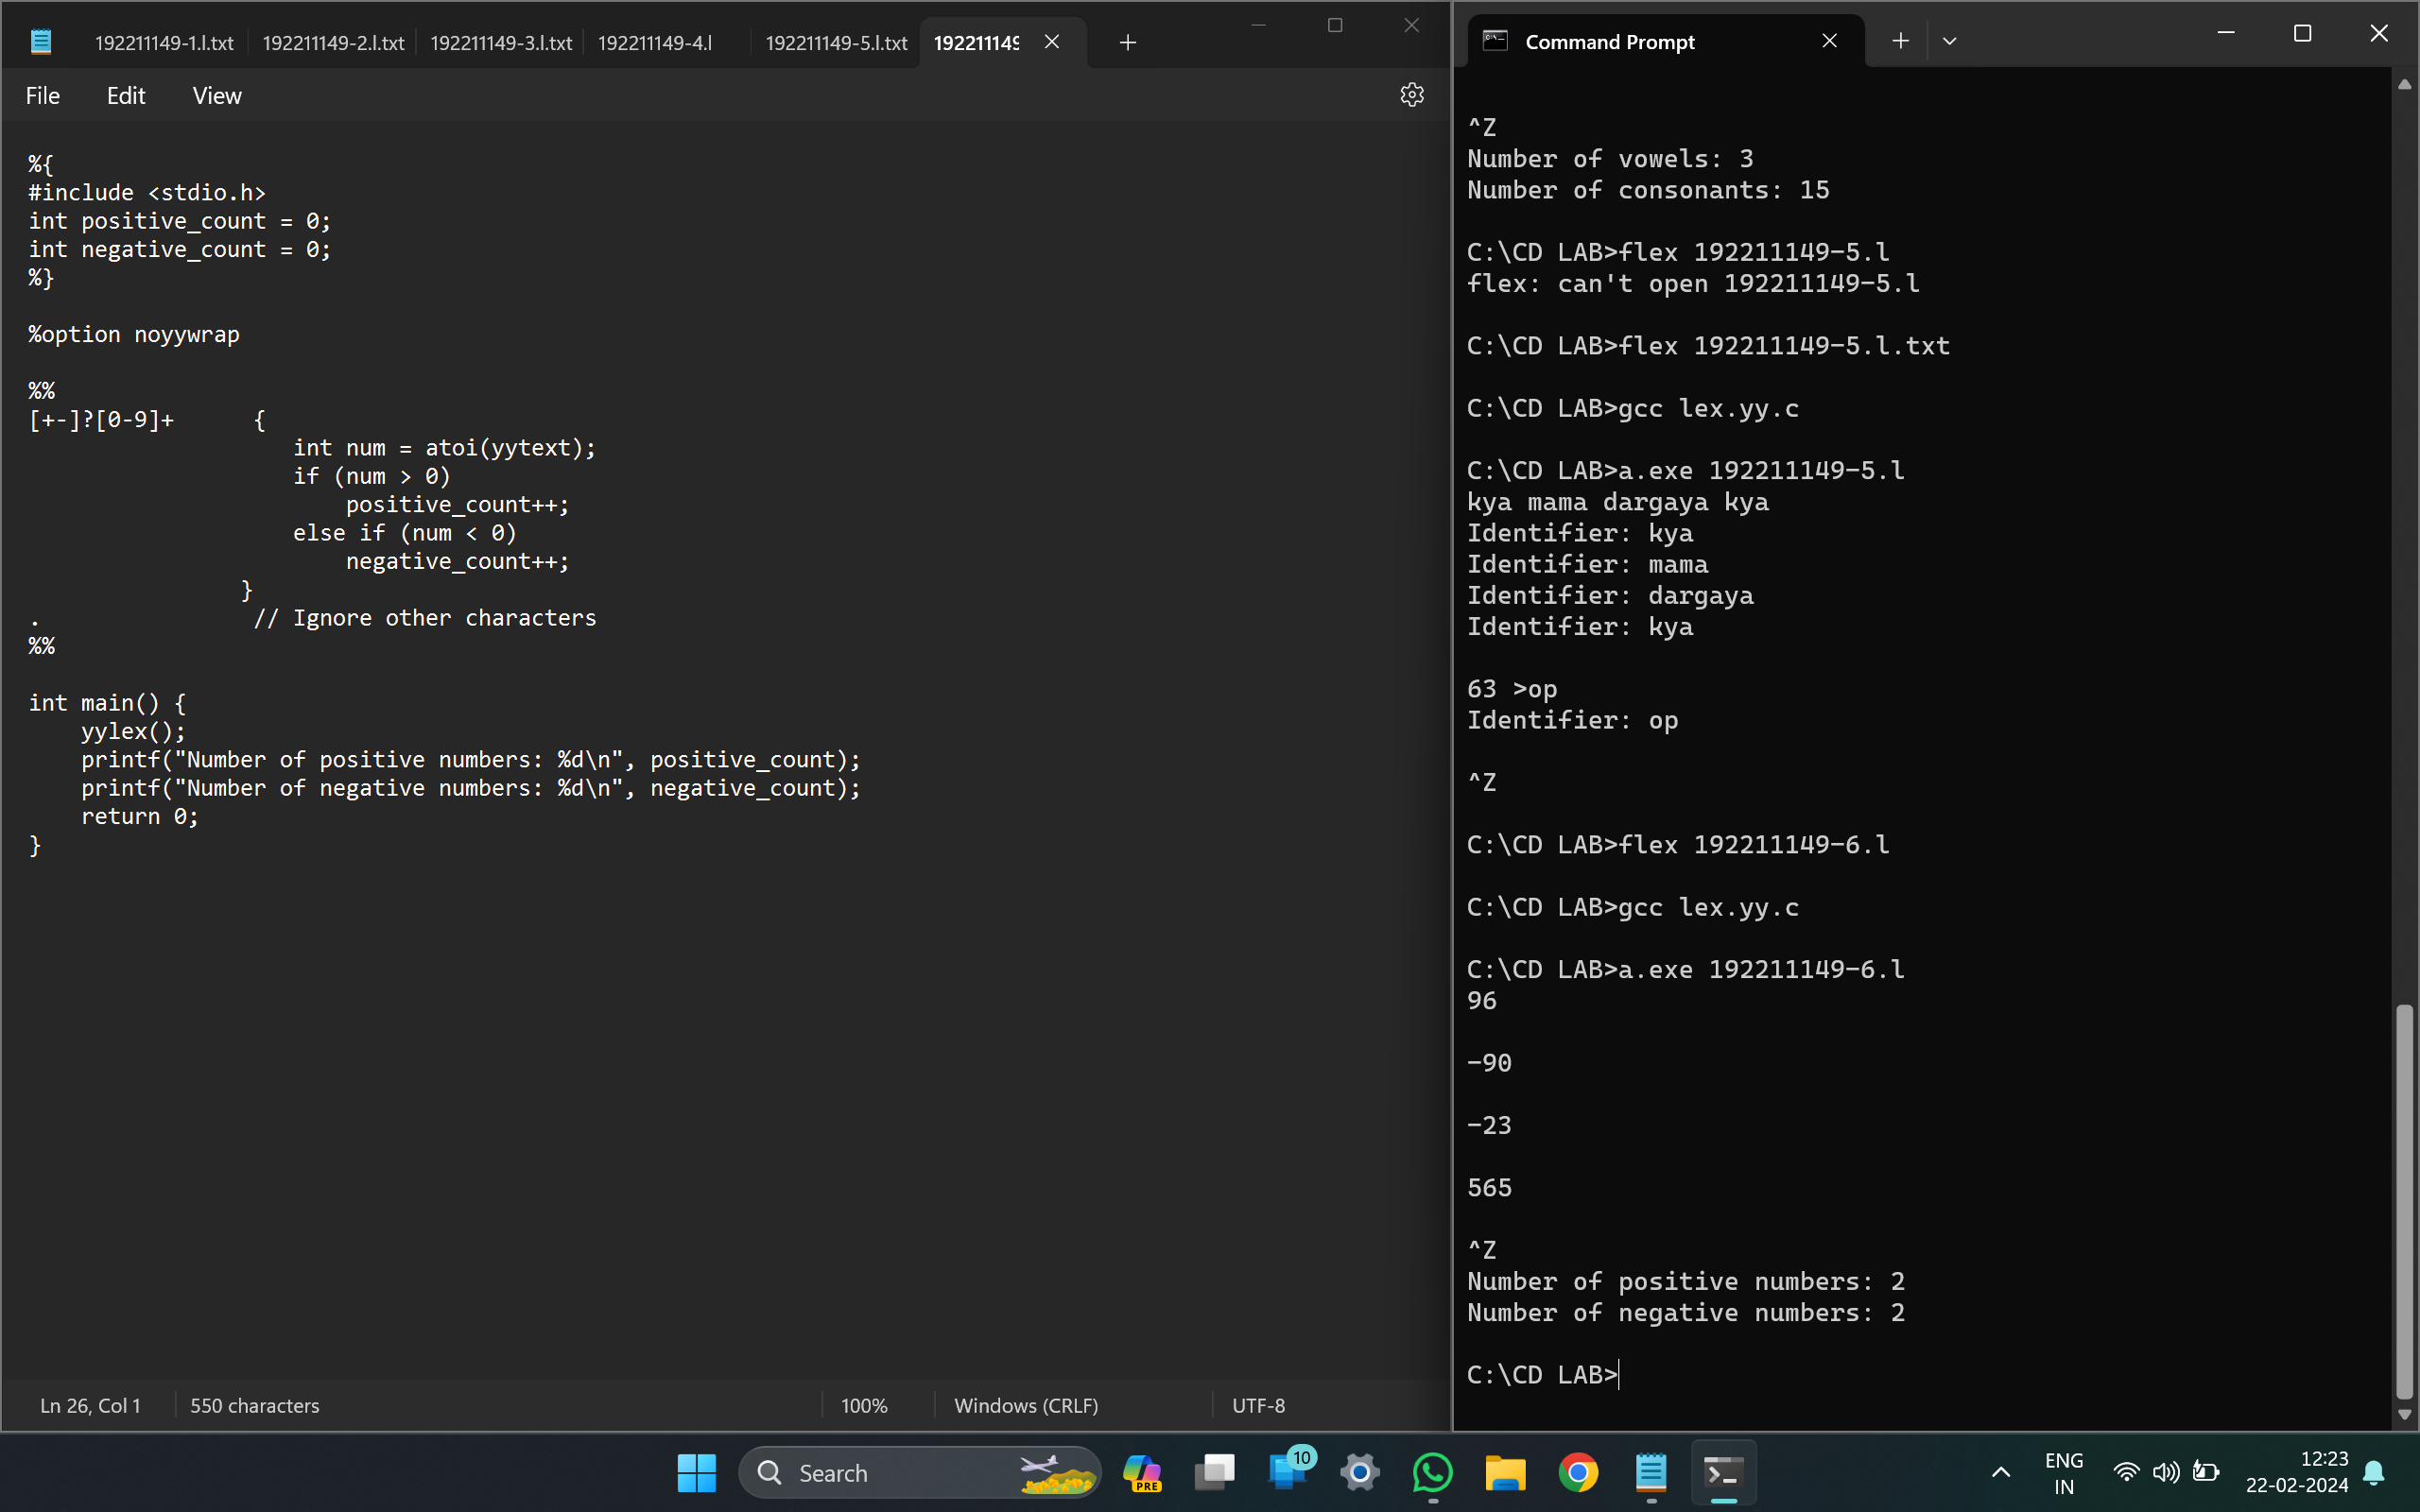 192211149-1.l.txt
192211149-2.l.txt
192211149-3.l.txt
192211149-4.l
192211149-5.l.txt
192211149
File
Edit
View
%{
#include <stdio.h>
int positive_count = 0;
int negative_count = 0;
%}
%option noyywrap
%%
[+-]?[0-9]+      {
                    int num = atoi(yytext);
                    if (num > 0)
                        positive_count++;
                    else if (num < 0)
                        negative_count++;
                }
.                // Ignore other characters
%%
int main() {
    yylex();
    printf("Number of positive numbers: %d\n", positive_count);
    printf("Number of negative numbers: %d\n", negative_count);
    return 0;
}
Ln 26, Col 1
550 characters
100%
Windows (CRLF)
UTF-8
Command Prompt
^Z
Number of vowels: 3
Number of consonants: 15
C:\CD LAB>flex 192211149-5.l
flex: can't open 192211149-5.l
C:\CD LAB>flex 192211149-5.l.txt
C:\CD LAB>gcc lex.yy.c
C:\CD LAB>a.exe 192211149-5.l
kya mama dargaya kya
Identifier: kya
Identifier: mama
Identifier: dargaya
Identifier: kya
63 >op
Identifier: op
^Z
C:\CD LAB>flex 192211149-6.l
C:\CD LAB>gcc lex.yy.c
C:\CD LAB>a.exe 192211149-6.l
96
-90
-23
565
^Z
Number of positive numbers: 2
Number of negative numbers: 2
C:\CD LAB>
Search
PRE
10
ENG
IN
12:23
22-02-2024